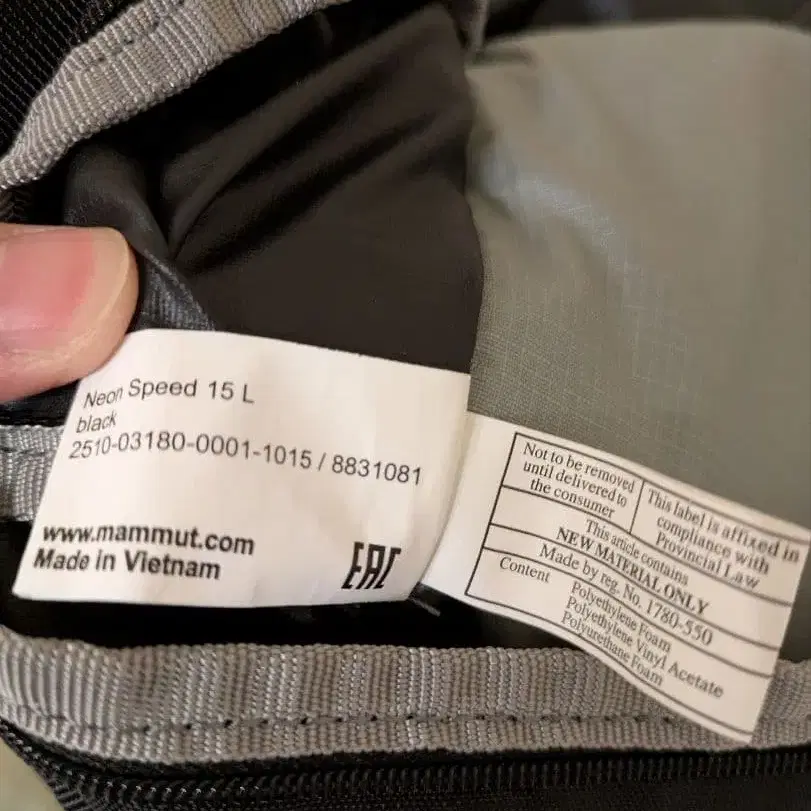 Neon Speed 15 L
black
2510-03180-0001-1015 / 8831081
www.mammut.com
Made in Vietnam
EAC
Not to be removed
until delivered to
the consumer
This label is affixed in
compliance with
Provincial Law
This article contains
NEW MATERIAL ONLY
Made by reg. No. 1780-550
Content
Polyethylene Foam
Polyethylene Vinyl Acetate
Polyurethane Foam